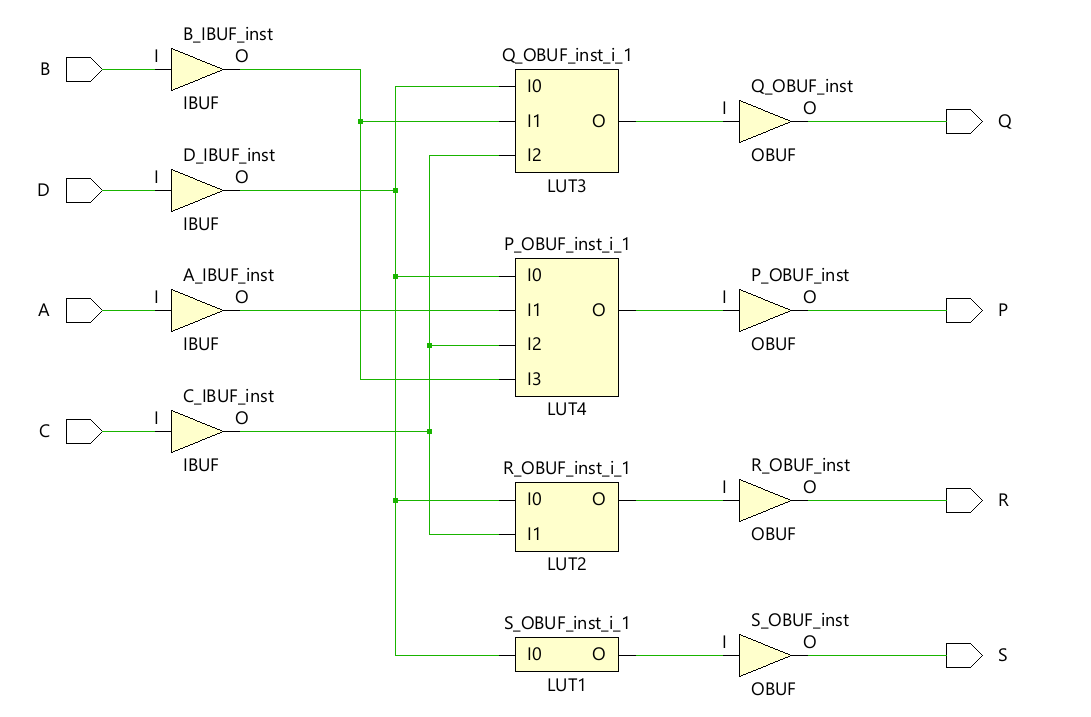 B_IBUF_inst
B I O
IBUF
D_IBUF_inst
D I O
IBUF
A_IBUF_inst
A I O
IBUF
C_IBUF_inst
C I O
IBUF
Q_OBUF_inst_i_1
I0
I1 O
I2
LUT3
P_OBUF_inst_i_1
I0
I1 O
I2
I3
LUT4
R_OBUF_inst_i_1
I0 O
I1
LUT2
S_OBUF_inst_i_1
I0 O
LUT1
Q_OBUF_inst
I O Q
OBUF
P_OBUF_inst
I O P
OBUF
R_OBUF_inst
I O R
OBUF
S_OBUF_inst
I O S
OBUF